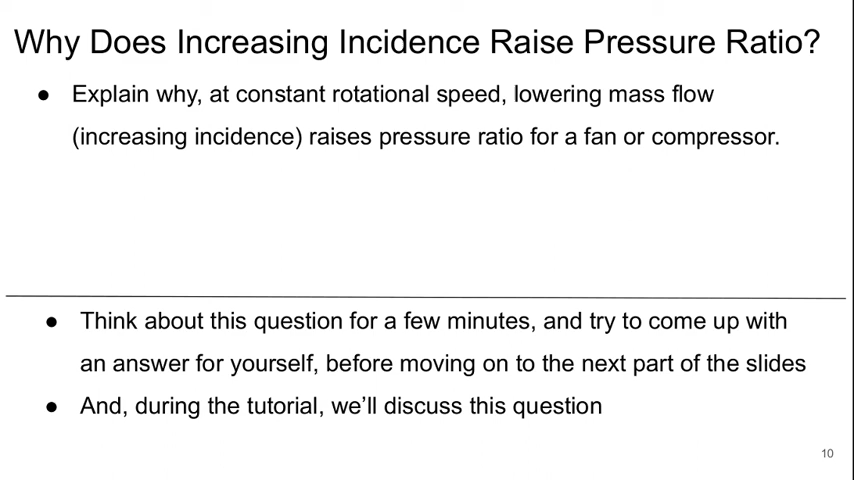 Why Does Increasing Incidence Raise Pressure Ratio?
● Explain why, at constant rotational speed, lowering mass flow
(increasing incidence) raises pressure ratio for a fan or compressor.
● Think about this question for a few minutes, and try to come up with
an answer for yourself, before moving on to the next part of the slides
● And, during the tutorial, we’ll discuss this question
10